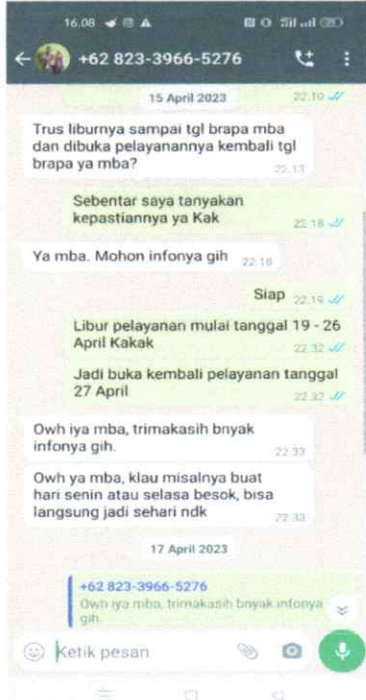 16.08
+62 823-3966-5276
15 April 2023
22.10
Trus liburnya sampai tgl brapa mba
dan dibuka pelayanannya kembali tgl
brapa ya mba?
22.13
Sebentar saya tanyakan
kepastiannya ya Kak
22.18
Ya mba. Mohon infonya gih
22.18
Siap
22.19
Libur pelayanan mulai tanggal 19 - 26
April Kakak
22.32
Jadi buka kembali pelayanan tanggal
27 April
22.32
Owh iya mba, trimakasih bnyak
infonya gih.
22.33
Owh ya mba, klau misalnya buat
hari senin atau selasa besok, bisa
langsung jadi sehari ndk
22.33
17 April 2023
+62 823-3966-5276
Owh iya mba, trimakasih bnyak infonya
gih.
Ketik pesan